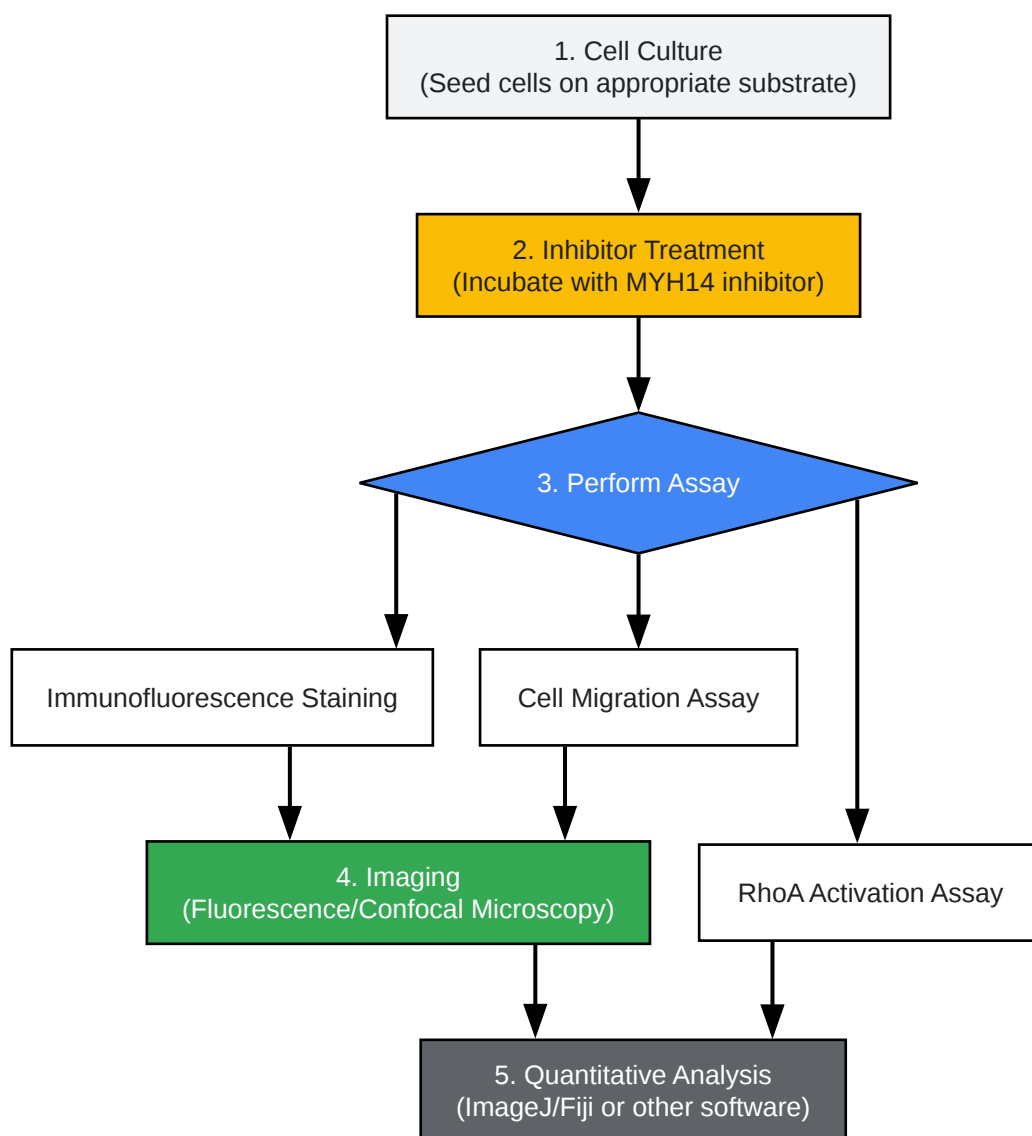 1. Cell Culture
(Seed cells on appropriate substrate)
2. Inhibitor Treatment
(Incubate with MYH14 inhibitor)
3. Perform Assay
Immunofluorescence Staining
Cell Migration Assay
4. Imaging
(Fluorescence/Confocal Microscopy)
RhoA Activation Assay
5. Quantitative Analysis
(ImageJ/Fiji or other software)